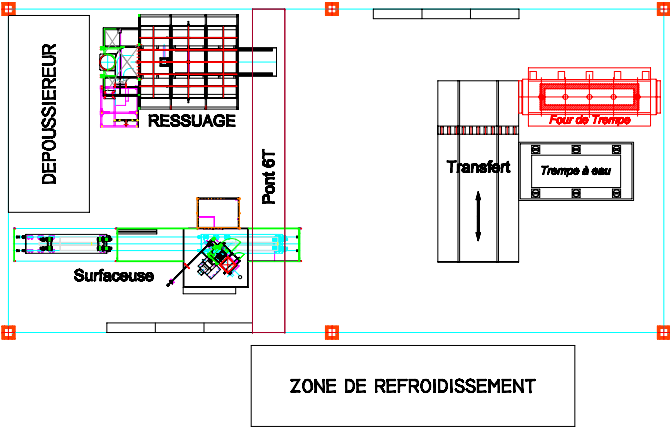 DEPOUSSIEREUR
RESSUAGE
Pont 6T
Four de Trempe
Transfert
Trempe à eau
Surfaceuse
ZONE DE REFROIDISSEMENT